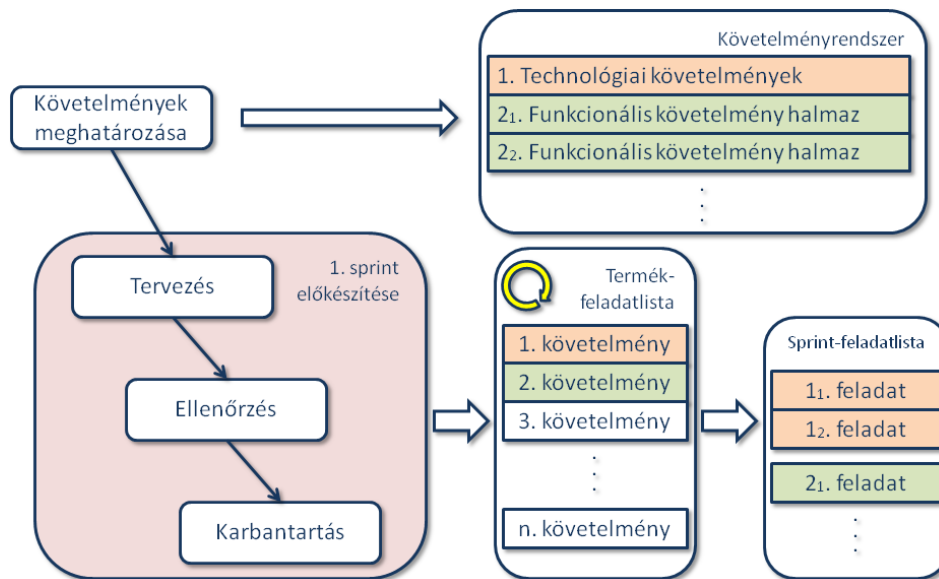 Követelményrendszer
1. Technológiai követelmények
2₁. Funkcionális követelmény halmaz
2₂. Funkcionális követelmény halmaz
.
.
.
Követelmények
meghatározása
1. sprint
előkészítése
Tervezés
Ellenőrzés
Karbantartás
Termék-
feladatlista
1. követelmény
2. követelmény
3. követelmény
.
.
.
n. követelmény
Sprint-feladatlista
1₁. feladat
1₂. feladat
2₁. feladat
.
.
.